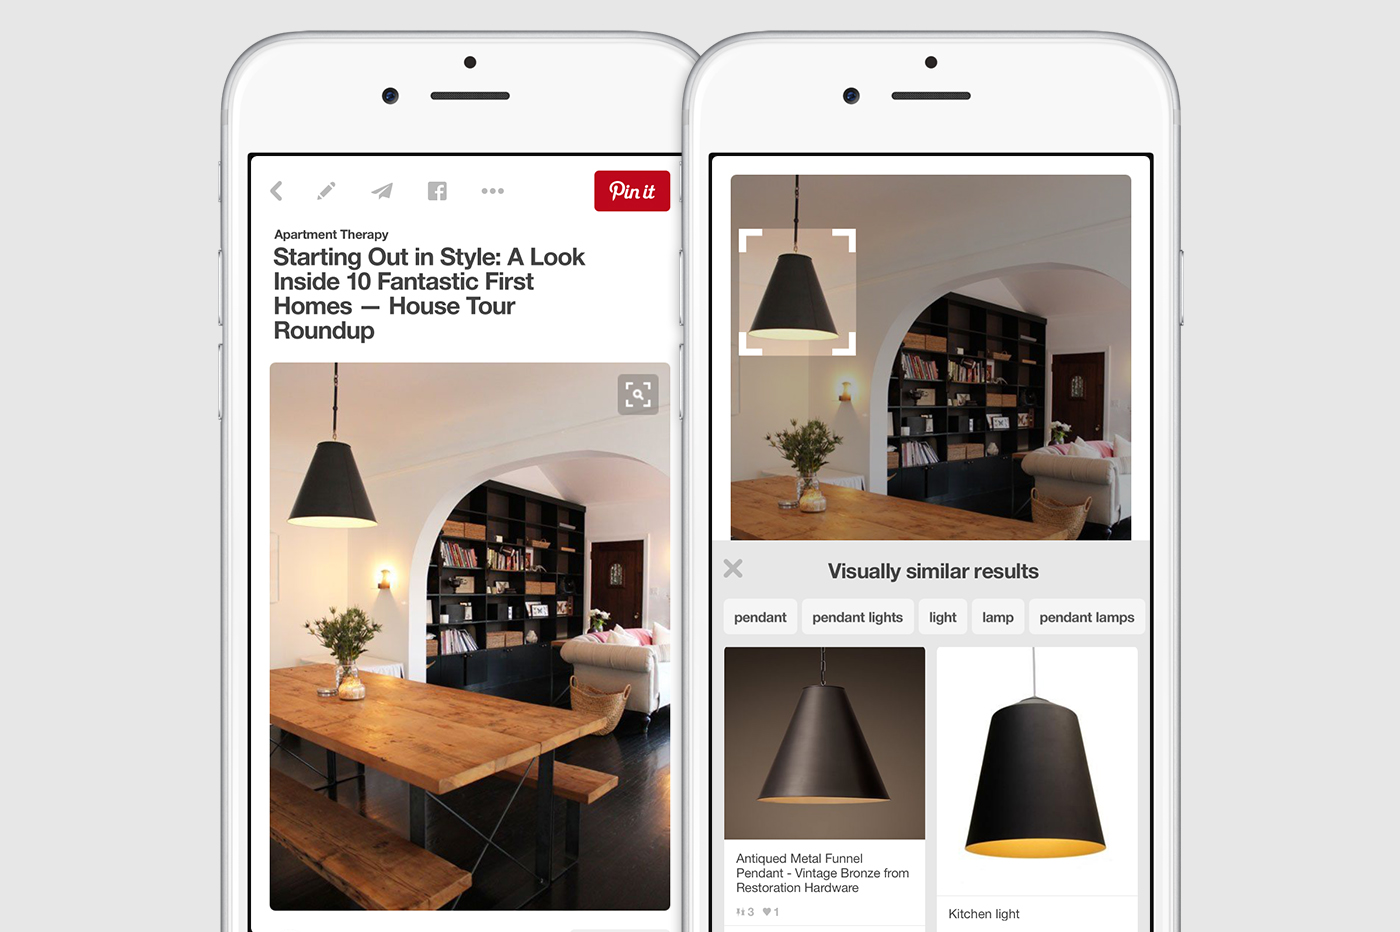 Pin it
Apartment Therapy
Starting Out in Style: A Look
Inside 10 Fantastic First
Homes — House Tour
Roundup
Visually similar results
pendant
pendant lights
light
lamp
pendant lamps
Antiqued Metal Funnel
Pendant - Vintage Bronze from
Restoration Hardware
3
1
Kitchen light